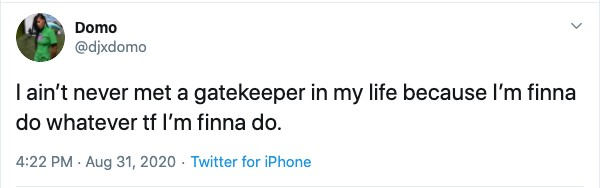 Domo
@djxdomo
I ain’t never met a gatekeeper in my life because I’m finna
do whatever tf I’m finna do.
4:22 PM · Aug 31, 2020 · Twitter for iPhone